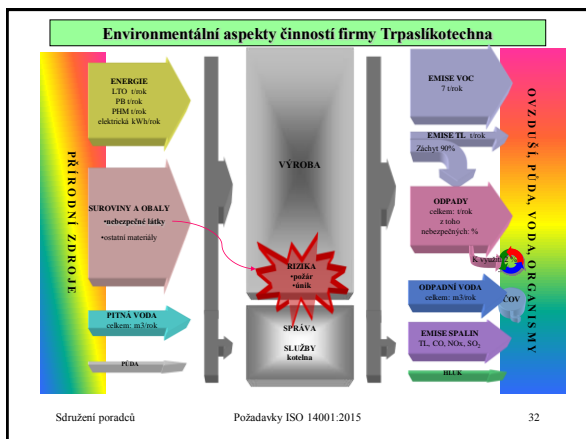 Environmentální aspekty činností firmy Trpaslíkotechna
PŘÍRODNÍ ZDROJE
ENERGIE
LTO t/rok
PB t/rok
PHM t/rok
elektrická kWh/rok
SUROVINY A OBALY
•nebezpečné látky
•ostatní materiály
PITNÁ VODA
celkem: m3/rok
PŮDA
VÝROBA
RIZIKA
•požár
•únik
SPRÁVA
SLUŽBY
kotelna
EMISE VOC
7 t/rok
EMISE TL t/rok
Záchyt 90%
ODPADY
celkem: t/rok
z toho
nebezpečných: %
K využití
ODPADNÍ VODA
celkem: m3/rok
ČOV
EMISE SPALIN
TL, CO, NOx, SO2
HLUK
OVZDUŠÍ, PŮDA, VODA, ORGANISMY
Sdružení poradců
Požadavky ISO 14001:2015
32